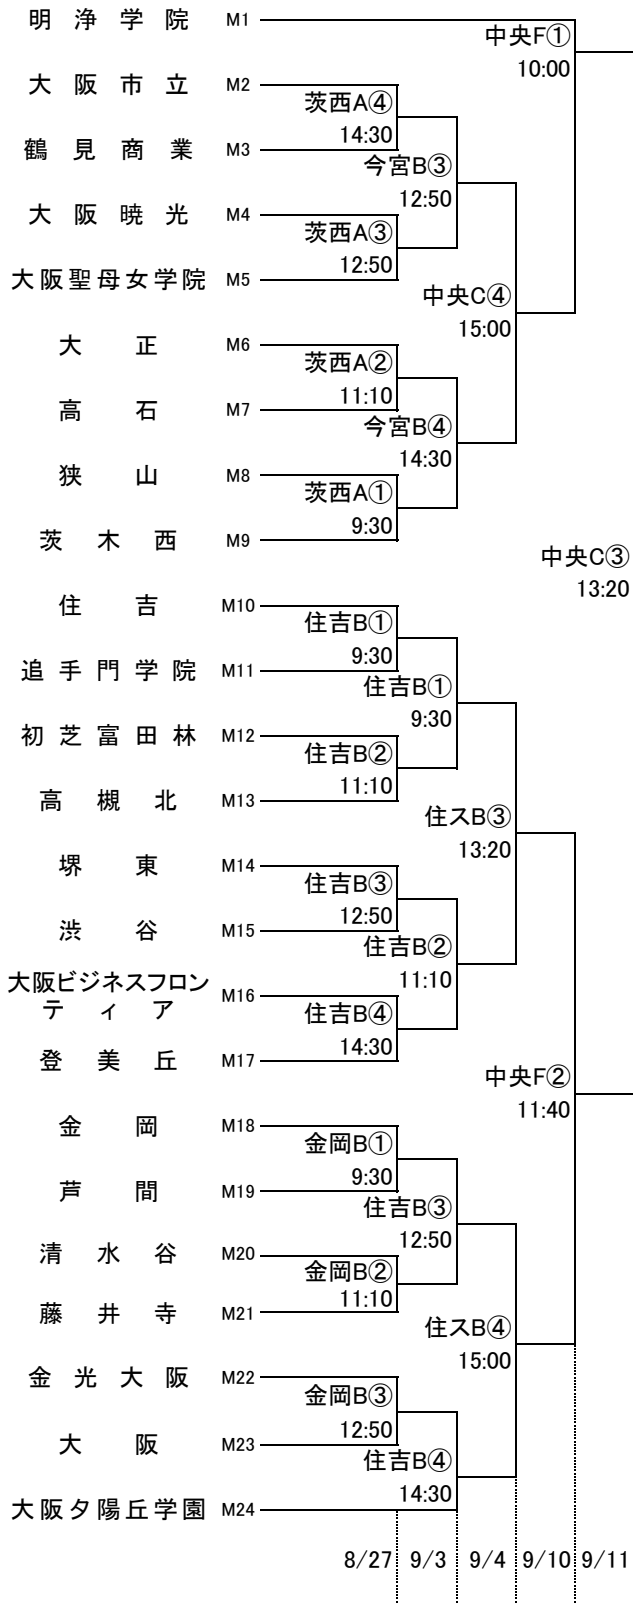 明浄学院 M1
中央F①
10:00
大阪市立 M2
茨西A④
14:30
鶴見商業 M3
今宮B③
12:50
大阪暁光 M4
茨西A③
12:50
大阪聖母女学院 M5
中央C④
15:00
大正 M6
茨西A②
11:10
高石 M7
今宮B④
14:30
狭山 M8
茨西A①
9:30
茨木西 M9
中央C③
13:20
住吉 M10
住吉B①
9:30
追手門学院 M11
住吉B①
9:30
初芝富田林 M12
住吉B②
11:10
高槻北 M13
住スB③
13:20
堺東 M14
住吉B③
12:50
渋谷 M15
住吉B②
11:10
大阪ビジネスフロン
ティア M16
住吉B④
14:30
登美丘 M17
中央F②
11:40
金岡 M18
金岡B①
9:30
芦間 M19
住吉B③
12:50
清水谷 M20
金岡B②
11:10
藤井寺 M21
住スB④
15:00
金光大阪 M22
金岡B③
12:50
大阪 M23
住吉B④
14:30
大阪夕陽丘学園 M24
8/27 9/3 9/4 9/10 9/11